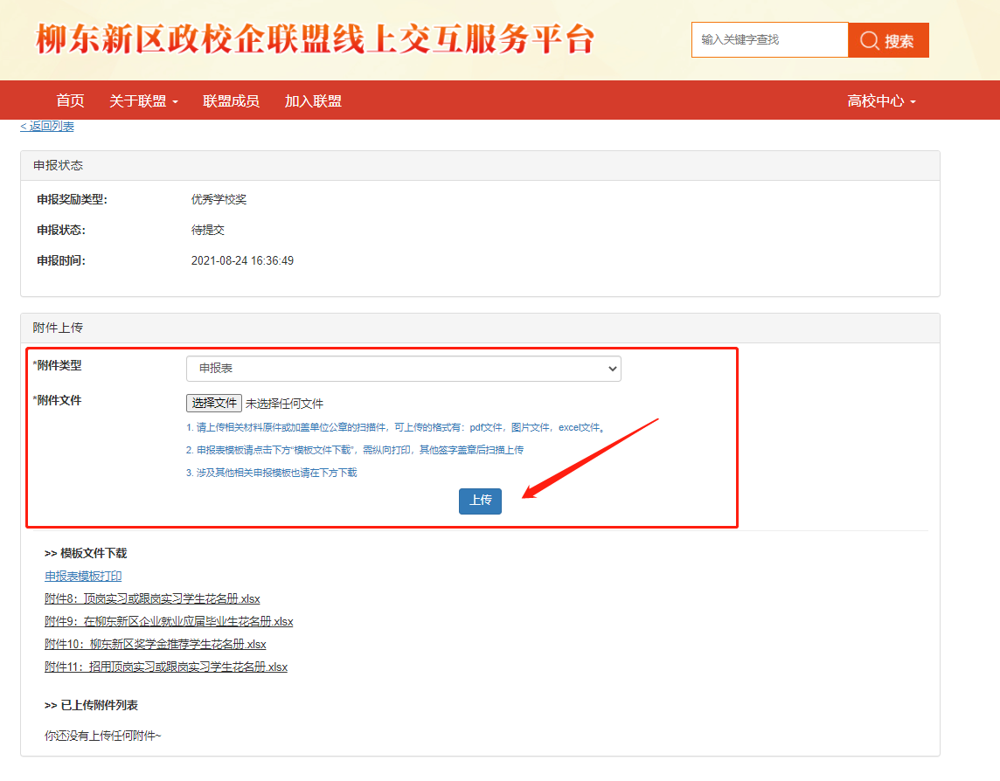 柳东新区政校企联盟线上交互服务平台
输入关键字查找 搜索
首页 关于联盟 联盟成员 加入联盟 高校中心
< 返回列表
申报状态
申报奖励类型: 优秀学校奖
申报状态: 待提交
申报时间: 2021-08-24 16:36:49
附件上传
*附件类型 申报表
*附件文件 选择文件 未选择任何文件
1. 请上传相关材料原件或加盖单位公章的扫描件，可上传的格式有：pdf文件，图片文件，excel文件。
2. 申报表模板请点击下方“模板文件下载”，需纵向打印，其他签字盖章后扫描上传
3. 涉及其他相关申报模板也请在下方下载
上传
>> 模板文件下载
申报表模板打印
附件8：顶岗实习或跟岗实习学生花名册.xlsx
附件9：在柳东新区企业就业应届毕业生花名册.xlsx
附件10：柳东新区奖学金推荐学生花名册.xlsx
附件11：招用顶岗实习或跟岗实习学生花名册.xlsx
>> 已上传附件列表
你还没有上传任何附件~